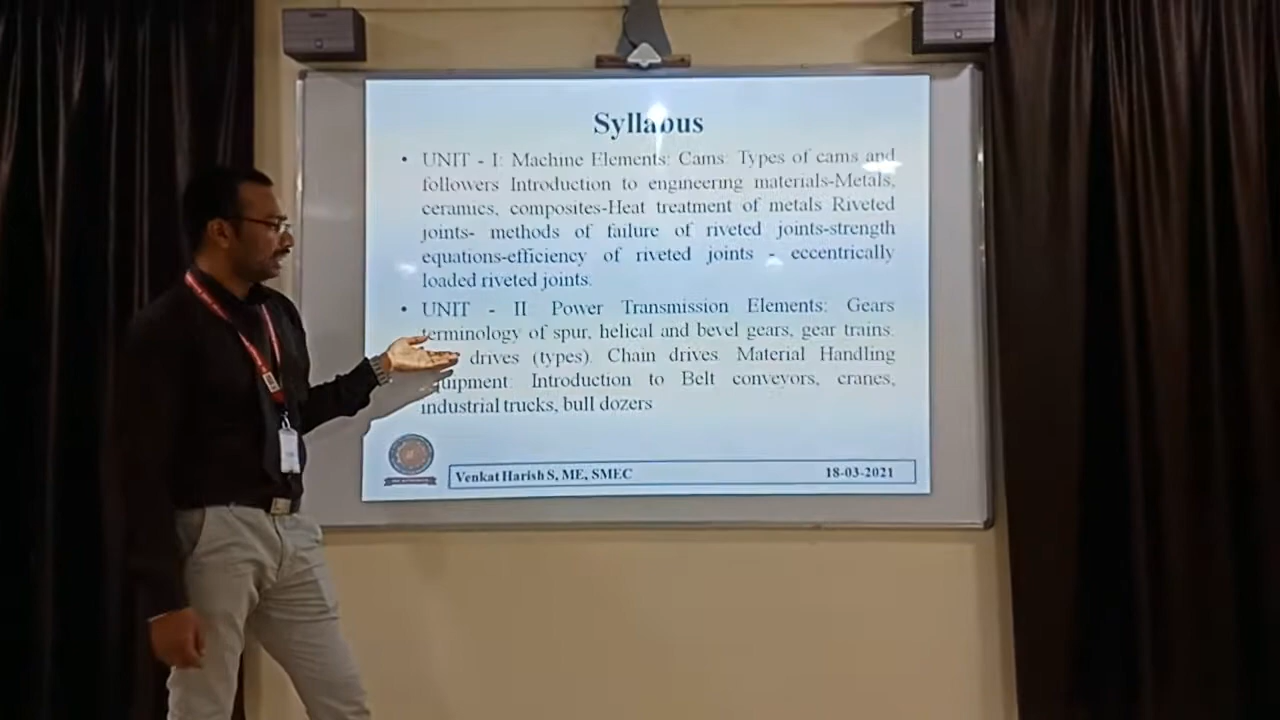 Syllabus
• UNIT - I: Machine Elements: Cams: Types of cams and
followers Introduction to engineering materials-Metals,
ceramics, composites-Heat treatment of metals Riveted
joints- methods of failure of riveted joints-strength
equations-efficiency of riveted joints - eccentrically
loaded riveted joints.
• UNIT - II Power Transmission Elements: Gears
terminology of spur, helical and bevel gears, gear trains.
drives (types). Chain drives. Material Handling
quipment: Introduction to Belt conveyors, cranes,
industrial trucks, bull dozers
Venkat Harish S, ME, SMEC 18-03-2021